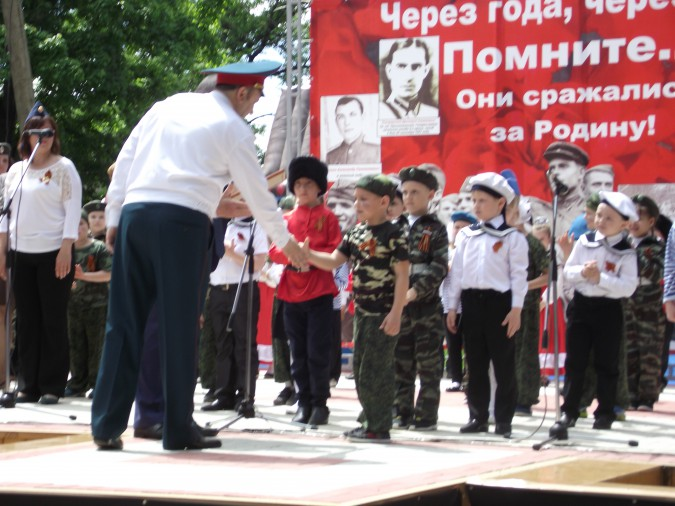 Через года, чере
Помните..
Они сражалис
за Родину!